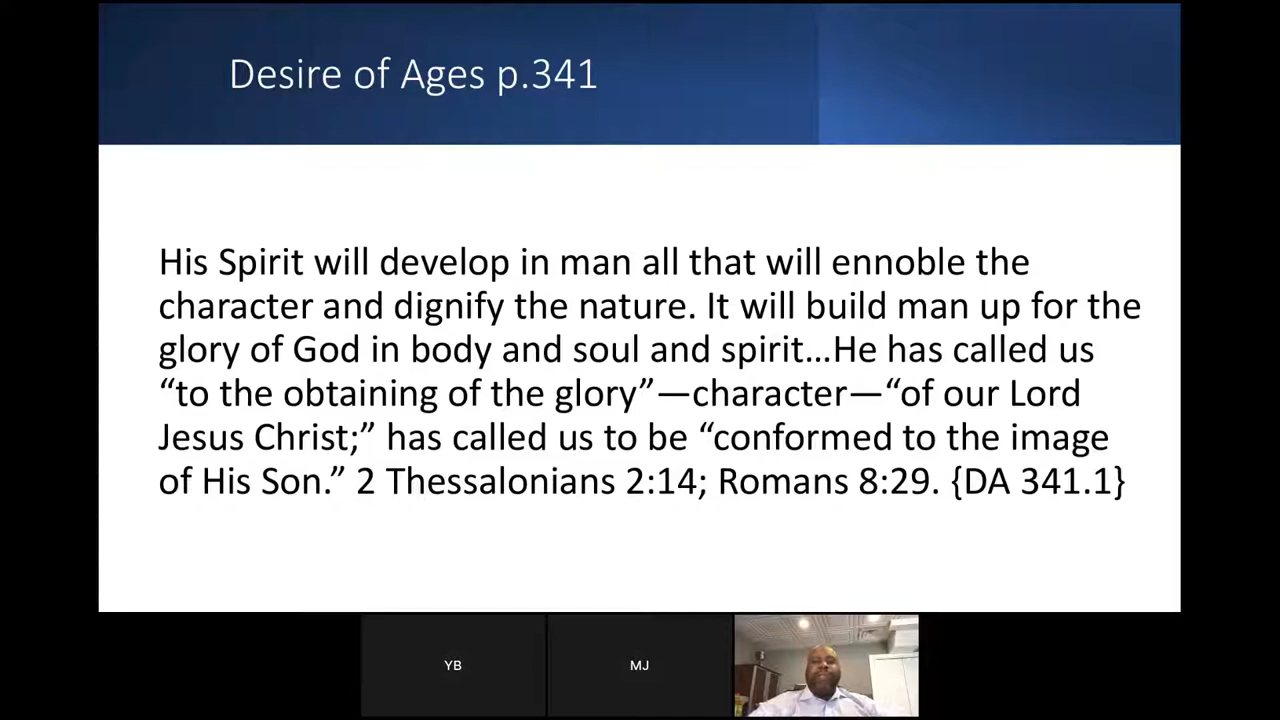 Desire of Ages p.341
His Spirit will develop in man all that will ennoble the
character and dignify the nature. It will build man up for the
glory of God in body and soul and spirit…He has called us
“to the obtaining of the glory”—character—“of our Lord
Jesus Christ;” has called us to be “conformed to the image
of His Son.” 2 Thessalonians 2:14; Romans 8:29. {DA 341.1}
YB
MJ